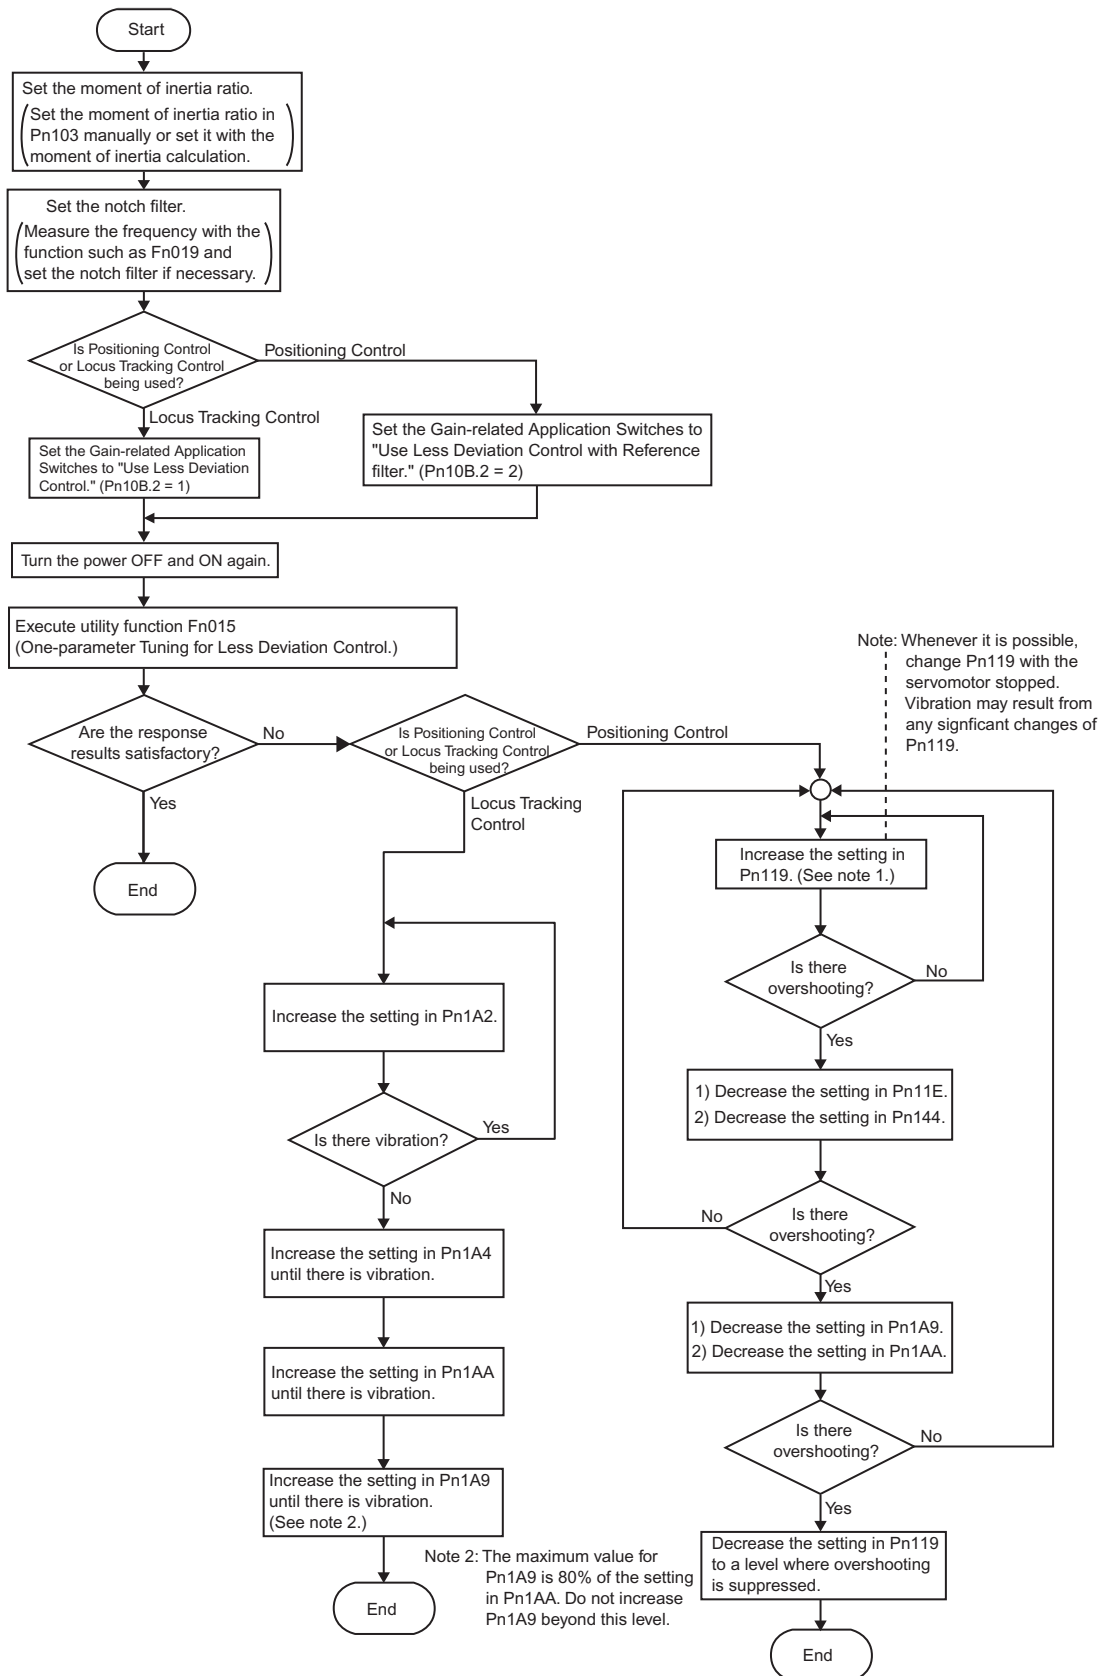 Start
Set the moment of inertia ratio.
Set the moment of inertia ratio in
Pn103 manually or set it with the
moment of inertia calculation.
Set the notch filter.
Measure the frequency with the
function such as Fn019 and
set the notch filter if necessary.
Is Positioning Control
or Locus Tracking Control
being used?
Positioning Control
Locus Tracking Control
Set the Gain-related Application
Switches to "Use Less Deviation
Control." (Pn10B.2 = 1)
Set the Gain-related Application Switches to
"Use Less Deviation Control with Reference
filter." (Pn10B.2 = 2)
Turn the power OFF and ON again.
Execute utility function Fn015
(One-parameter Tuning for Less Deviation Control.)
Are the response
results satisfactory?
No
Yes
End
Is Positioning Control
or Locus Tracking Control
being used?
Positioning Control
Locus Tracking
Control
Note: Whenever it is possible,
change Pn119 with the
servomotor stopped.
Vibration may result from
any signficant changes of
Pn119.
Increase the setting in Pn1A2.
Is there vibration?
Yes
No
Increase the setting in Pn1A4
until there is vibration.
Increase the setting in Pn1AA
until there is vibration.
Increase the setting in Pn1A9
until there is vibration.
(See note 2.)
End
Note 2: The maximum value for
Pn1A9 is 80% of the setting
in Pn1AA. Do not increase
Pn1A9 beyond this level.
Increase the setting in
Pn119. (See note 1.)
Is there
overshooting?
No
Yes
1) Decrease the setting in Pn11E.
2) Decrease the setting in Pn144.
Is there
overshooting?
No
Yes
1) Decrease the setting in Pn1A9.
2) Decrease the setting in Pn1AA.
Is there
overshooting?
No
Yes
Decrease the setting in Pn119
to a level where overshooting
is suppressed.
End